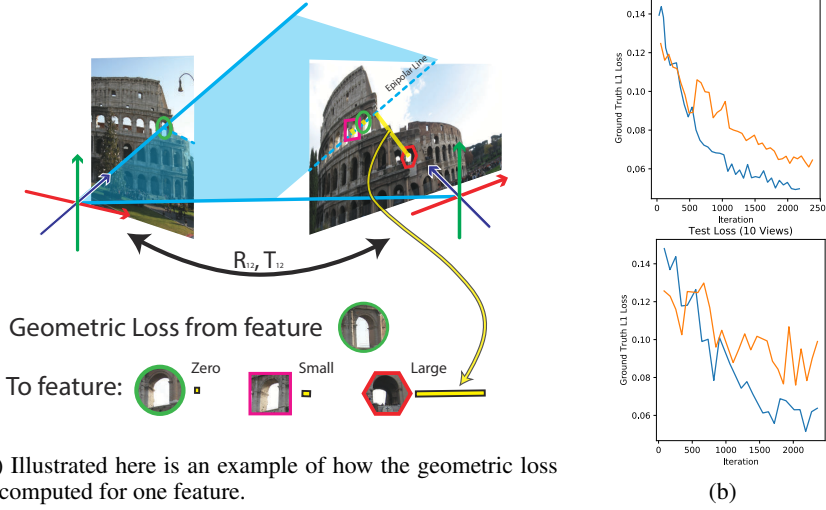 Epipolar Line
R₁₂, T₁₂
Geometric Loss from feature
To feature:
Zero
Small
Large
) Illustrated here is an example of how the geometric loss
computed for one feature.
0.14
0.12
0.10
0.08
0.06
Ground Truth L1 Loss
0 500 1000 1500 2000 2500
Iteration
Test Loss (10 Views)
0.14
0.12
0.10
0.08
0.06
Ground Truth L1 Loss
0 500 1000 1500 2000
Iteration
(b)